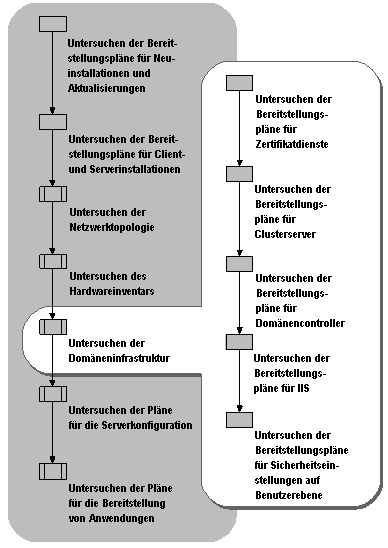 Untersuchen der Bereit-
stellungspläne für Neu-
installationen und
Aktualisierungen
Untersuchen der Bereit-
stellungspläne für Client-
und Serverinstallationen
Untersuchen der
Netzwerktopologie
Untersuchen des
Hardwareinventars
Untersuchen der
Domäneninfrastruktur
Untersuchen der Pläne
für die Serverkonfiguration
Untersuchen der Pläne
für die Bereitstellung
von Anwendungen
Untersuchen der
Bereitstellungs-
pläne für
Zertifikatdienste
Untersuchen der
Bereitstellungs-
pläne für
Clusterserver
Untersuchen der
Bereitstellungs-
pläne für
Domänencontroller
Untersuchen der
Bereitstellungs-
pläne für IIS
Untersuchen der
Bereitstellungspläne
für Sicherheitsein-
stellungen auf
Benutzerebene